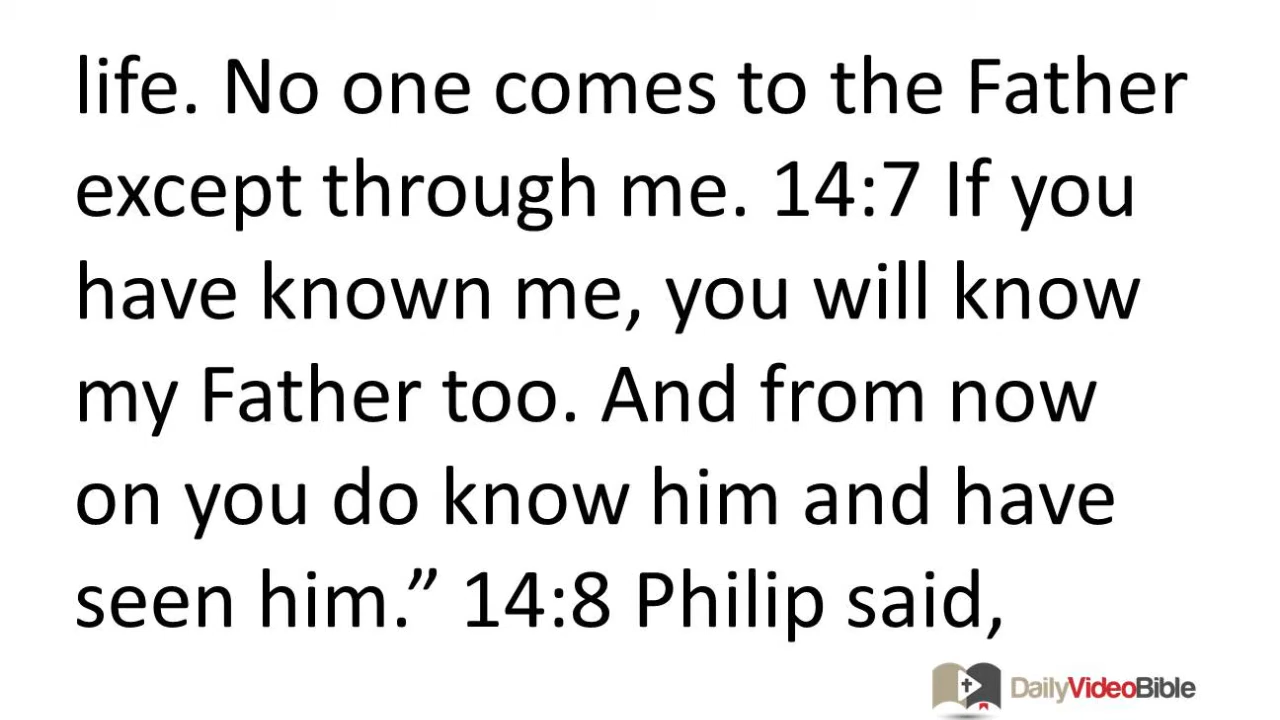 life. No one comes to the Father
except through me. 14:7 If you
have known me, you will know
my Father too. And from now
on you do know him and have
seen him.” 14:8 Philip said,
DailyVideoBible